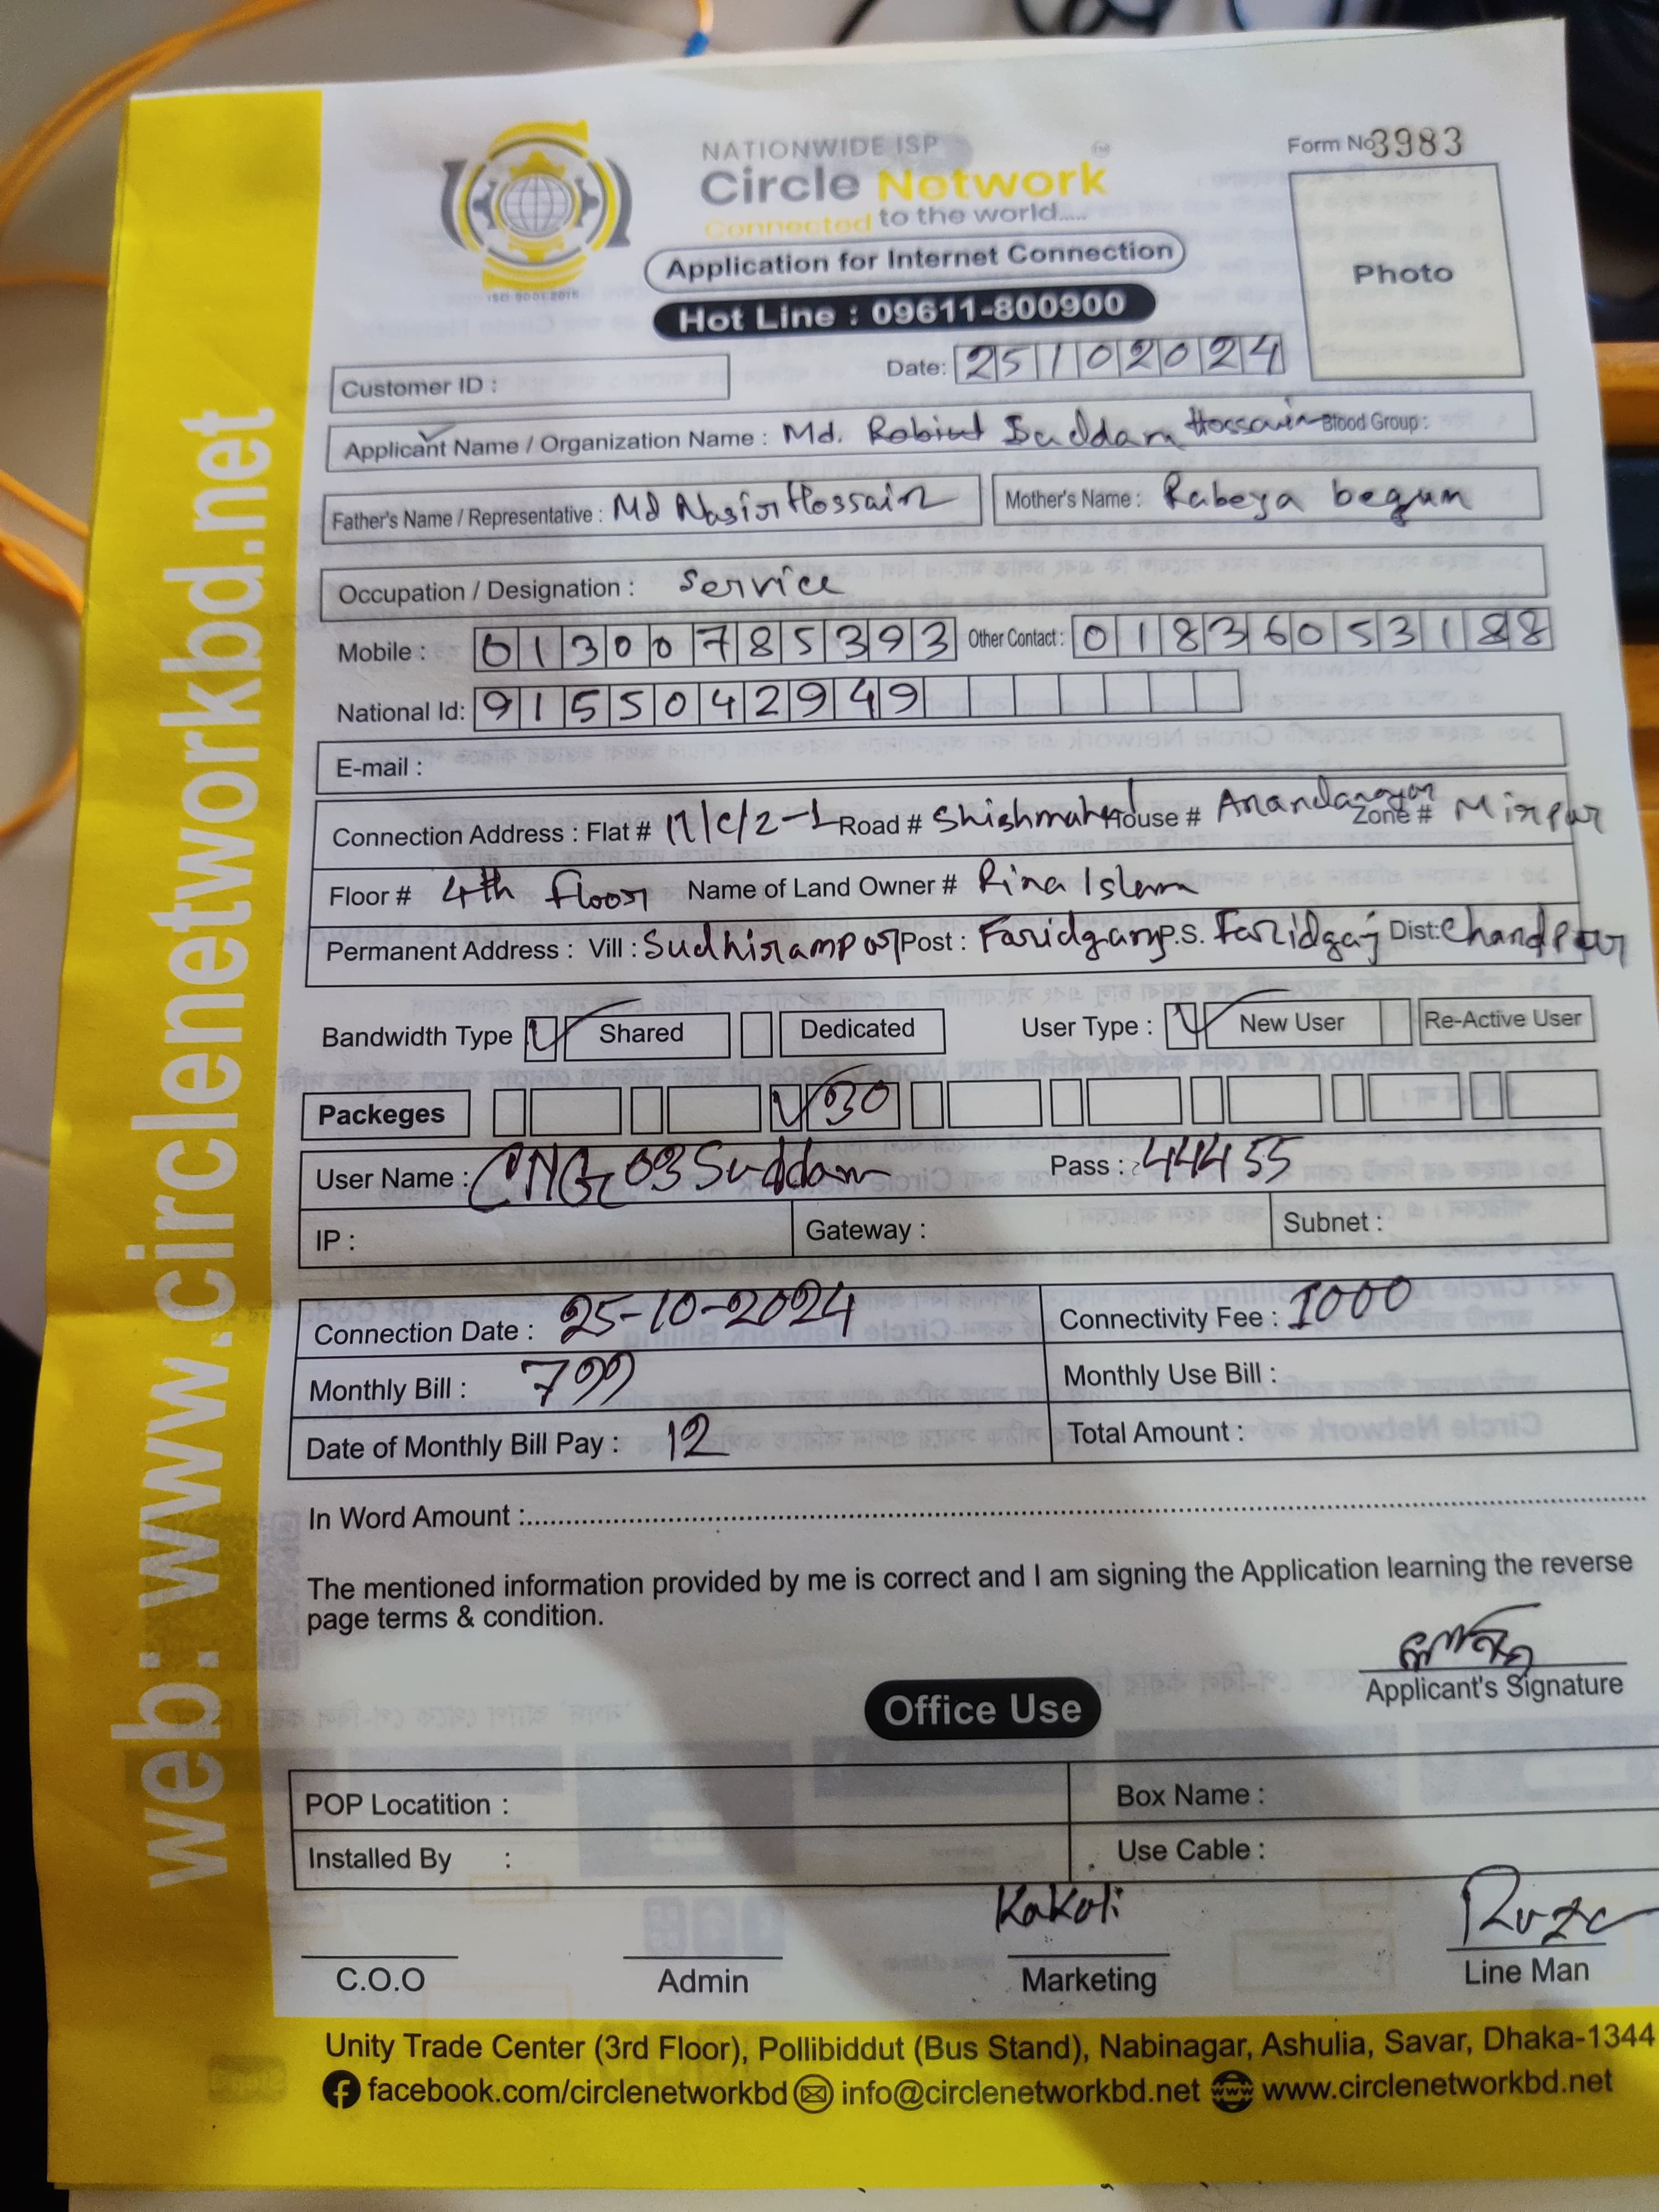 NATIONWIDE ISP
Form No 3983
Circle Network
Connected to the world.....
ISO 9001:2015
Application for Internet Connection
Photo
Hot Line : 09611-800900
Date: 25102024
Customer ID :
Applicant Name / Organization Name : Md. Robiul Suddam Hossain Blood Group :
Father's Name / Representative : Md Nasir Hossain Mother's Name : Rabeya begum
Occupation / Designation : Service
Mobile : 01300785393 Other Contact : 01836053188
National Id: 9155042949
E-mail :
Connection Address : Flat # 17/C/2-1 Road # Shishmahal House # Anandanagar Zone # Mirpur
Floor # 4th floor Name of Land Owner # Rina Islam
Permanent Address : Vill : Sudhirampur Post : Faridganj P.S. Faridgaj Dist: Chandpur
Bandwidth Type Shared Dedicated User Type : New User Re-Active User
Packeges 30
User Name : CNG03Suddam Pass : 44455
IP : Gateway : Subnet :
Connection Date : 25-10-2024 Connectivity Fee : 1000
Monthly Bill : 799 Monthly Use Bill :
Date of Monthly Bill Pay : 12 Total Amount :
In Word Amount :
The mentioned information provided by me is correct and I am signing the Application learning the reverse
page terms & condition.
Applicant's Signature
Office Use
POP Locatition : Box Name :
Installed By : Use Cable :
Kakoli
C.O.O Admin Marketing Line Man
Unity Trade Center (3rd Floor), Pollibiddut (Bus Stand), Nabinagar, Ashulia, Savar, Dhaka-1344
facebook.com/circlenetworkbd info@circlenetworkbd.net www.circlenetworkbd.net
web: www.circlenetworkbd.net